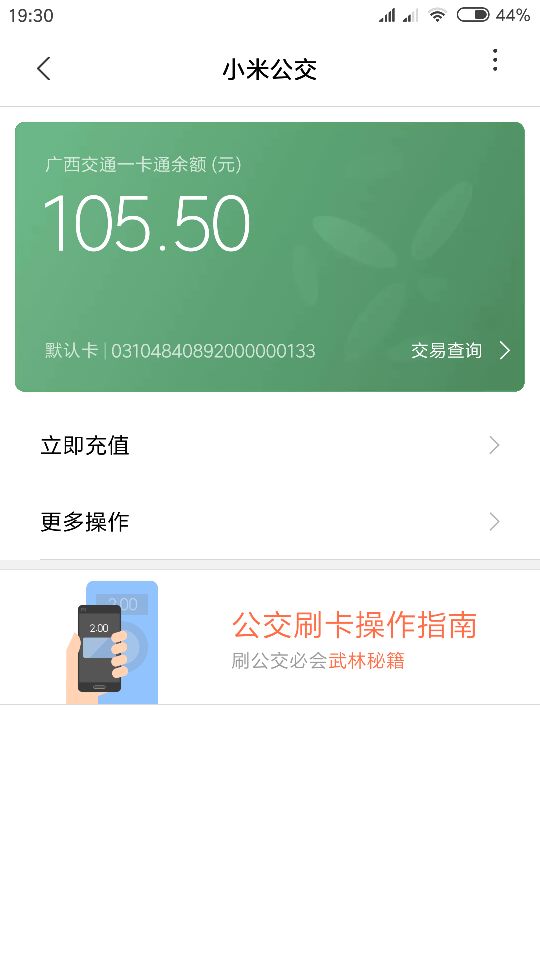 19:30
44%
小米公交
广西交通一卡通余额 (元)
105.50
默认卡 | 03104840892000000133
交易查询
立即充值
更多操作
2.00
2.00
公交刷卡操作指南
刷公交必会武林秘籍